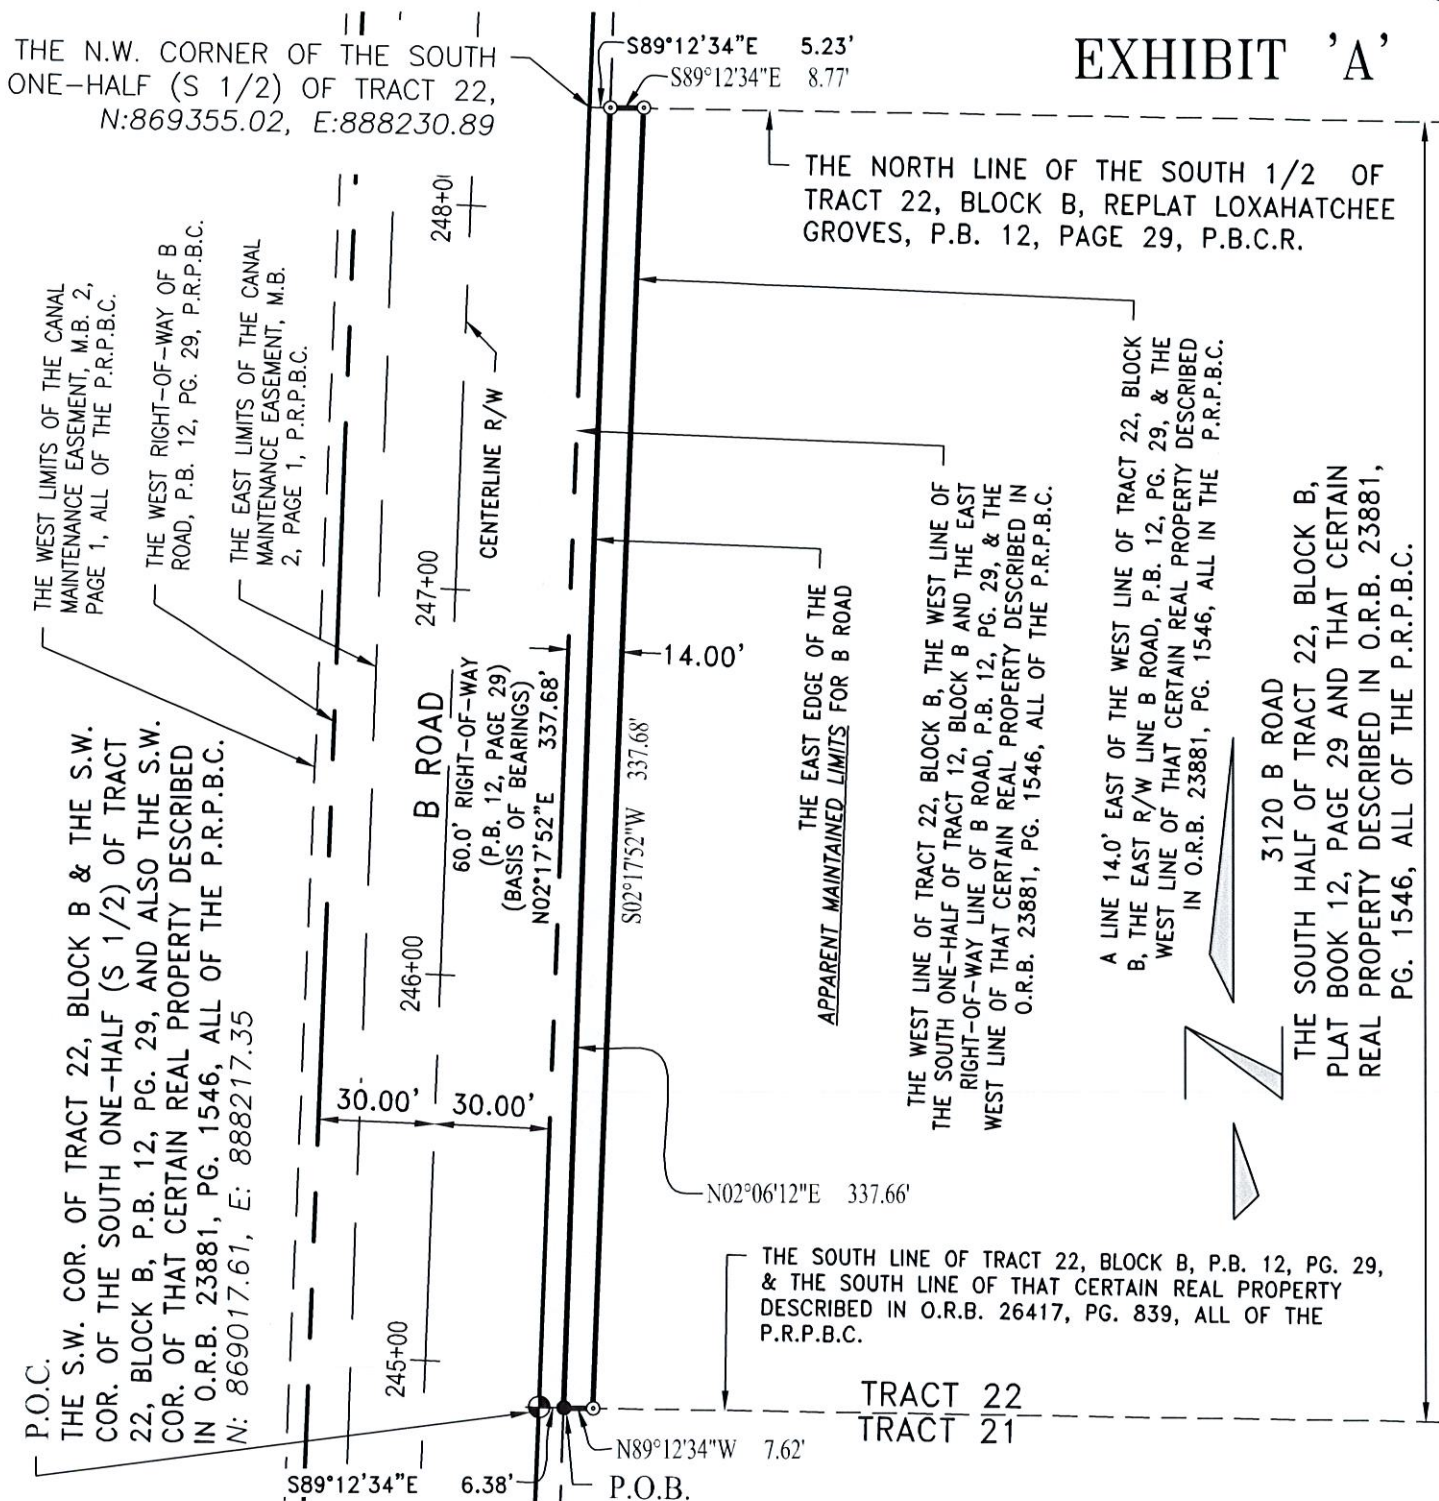 EXHIBIT 'A'
THE N.W. CORNER OF THE SOUTH
ONE-HALF (S 1/2) OF TRACT 22,
N:869355.02, E:888230.89
S89°12'34"E 5.23'
S89°12'34"E 8.77'
THE NORTH LINE OF THE SOUTH 1/2 OF
TRACT 22, BLOCK B, REPLAT LOXAHATCHEE
GROVES, P.B. 12, PAGE 29, P.B.C.R.
THE WEST LIMITS OF THE CANAL
MAINTENANCE EASEMENT, M.B. 2,
PAGE 1, ALL OF THE P.R.P.B.C.
THE WEST RIGHT-OF-WAY OF B
ROAD, P.B. 12, PG. 29, P.R.P.B.C.
THE EAST LIMITS OF THE CANAL
MAINTENANCE EASEMENT, M.B.
2, PAGE 1, P.R.P.B.C.
248+0
CENTERLINE R/W
247+00
B ROAD
60.0' RIGHT-OF-WAY
(P.B. 12, PAGE 29)
(BASIS OF BEARINGS)
N02°17'52"E 337.68'
14.00'
S02°17'52"W 337.68'
THE EAST EDGE OF THE
APPARENT MAINTAINED LIMITS FOR B ROAD
THE WEST LINE OF TRACT 22, BLOCK B, THE WEST LINE OF
THE SOUTH ONE-HALF OF TRACT 12, BLOCK B AND THE EAST
RIGHT-OF-WAY LINE OF B ROAD, P.B. 12, PG. 29, & THE
WEST LINE OF THAT CERTAIN REAL PROPERTY DESCRIBED IN
O.R.B. 23881, PG. 1546, ALL OF THE P.R.P.B.C.
A LINE 14.0' EAST OF THE WEST LINE OF TRACT 22, BLOCK
B, THE EAST R/W LINE B ROAD, P.B. 12, PG. 29, & THE
WEST LINE OF THAT CERTAIN REAL PROPERTY DESCRIBED
IN O.R.B. 23881, PG. 1546, ALL IN THE P.R.P.B.C.
3120 B ROAD
THE SOUTH HALF OF TRACT 22, BLOCK B,
PLAT BOOK 12, PAGE 29 AND THAT CERTAIN
REAL PROPERTY DESCRIBED IN O.R.B. 23881,
PG. 1546, ALL OF THE P.R.P.B.C.
N
246+00
30.00'
30.00'
N02°06'12"E 337.66'
P.O.C.
THE S.W. COR. OF TRACT 22, BLOCK B & THE S.W.
COR. OF THE SOUTH ONE-HALF (S 1/2) OF TRACT
22, BLOCK B, P.B. 12, PG. 29, AND ALSO THE S.W.
COR. OF THAT CERTAIN REAL PROPERTY DESCRIBED
IN O.R.B. 23881, PG. 1546, ALL OF THE P.R.P.B.C.
N: 869017.61, E: 888217.35
THE SOUTH LINE OF TRACT 22, BLOCK B, P.B. 12, PG. 29,
& THE SOUTH LINE OF THAT CERTAIN REAL PROPERTY
DESCRIBED IN O.R.B. 26417, PG. 839, ALL OF THE
P.R.P.B.C.
245+00
TRACT 22
TRACT 21
N89°12'34"W 7.62'
S89°12'34"E 6.38'
P.O.B.